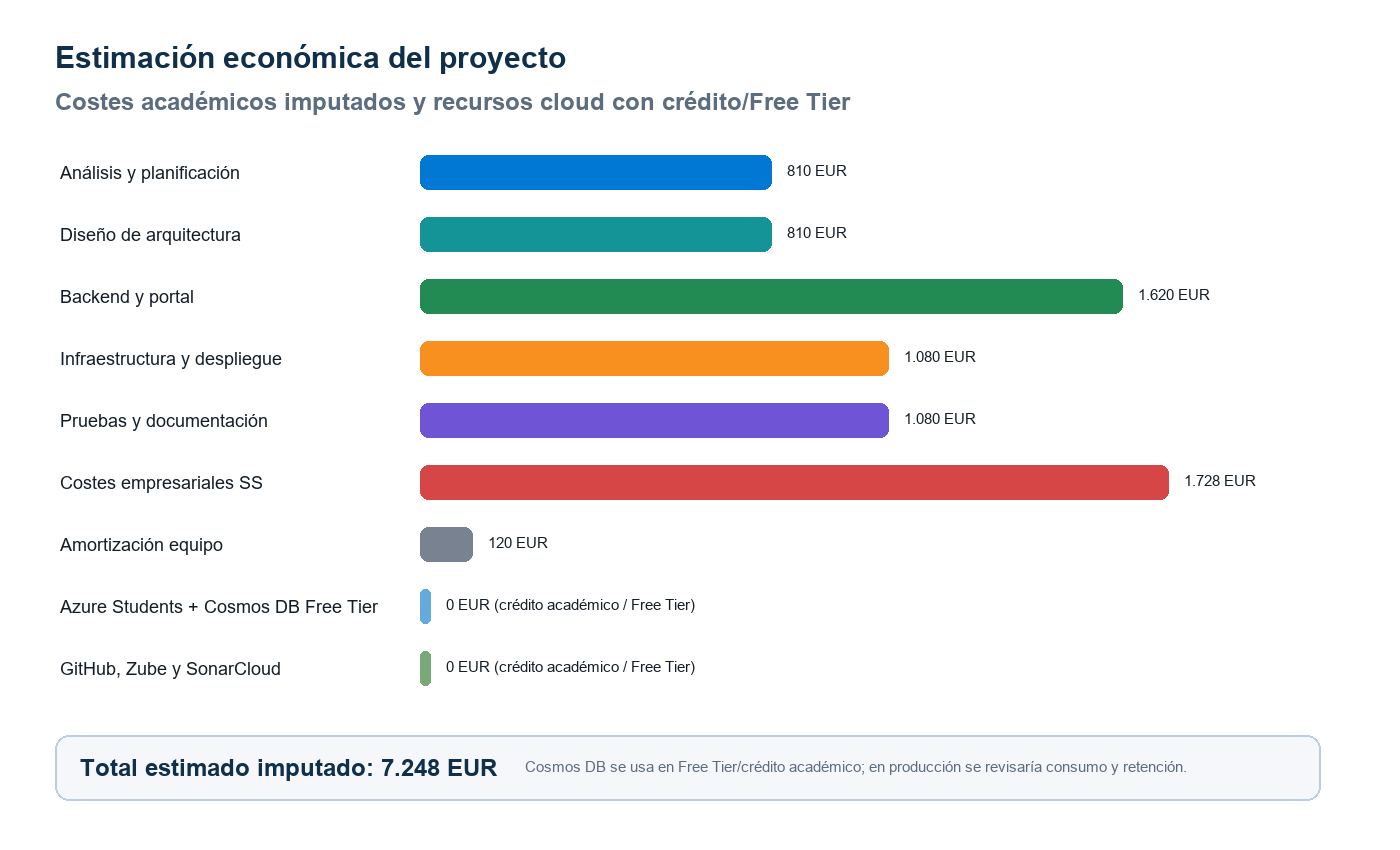 Estimación económica del proyecto
Costes académicos imputados y recursos cloud con crédito/Free Tier
Análisis y planificación 810 EUR
Diseño de arquitectura 810 EUR
Backend y portal 1.620 EUR
Infraestructura y despliegue 1.080 EUR
Pruebas y documentación 1.080 EUR
Costes empresariales SS 1.728 EUR
Amortización equipo 120 EUR
Azure Students + Cosmos DB Free Tier 0 EUR (crédito académico / Free Tier)
GitHub, Zube y SonarCloud 0 EUR (crédito académico / Free Tier)
Total estimado imputado: 7.248 EUR Cosmos DB se usa en Free Tier/crédito académico; en producción se revisaría consumo y retención.